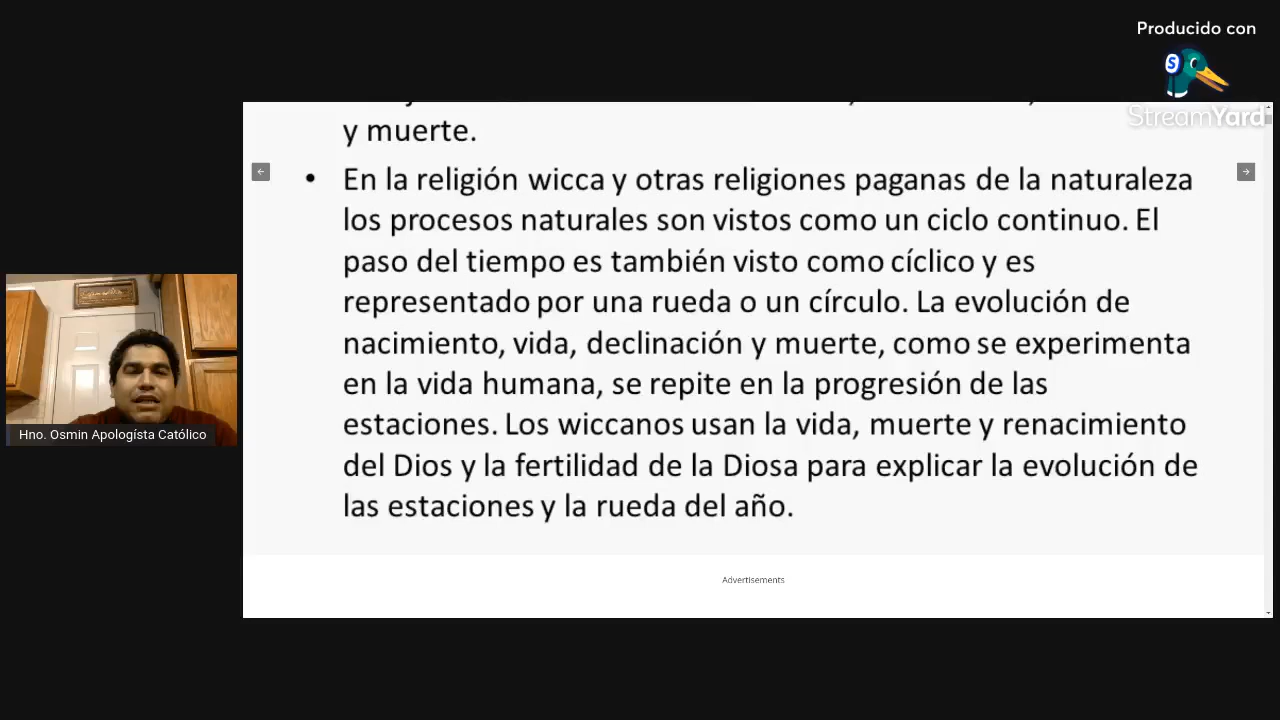 Producido con
StreamYard
y muerte.
• En la religión wicca y otras religiones paganas de la naturaleza
los procesos naturales son vistos como un ciclo continuo. El
paso del tiempo es también visto como cíclico y es
representado por una rueda o un círculo. La evolución de
nacimiento, vida, declinación y muerte, como se experimenta
en la vida humana, se repite en la progresión de las
estaciones. Los wiccanos usan la vida, muerte y renacimiento
del Dios y la fertilidad de la Diosa para explicar la evolución de
las estaciones y la rueda del año.
Advertisements
Hno. Osmin Apologísta Católico